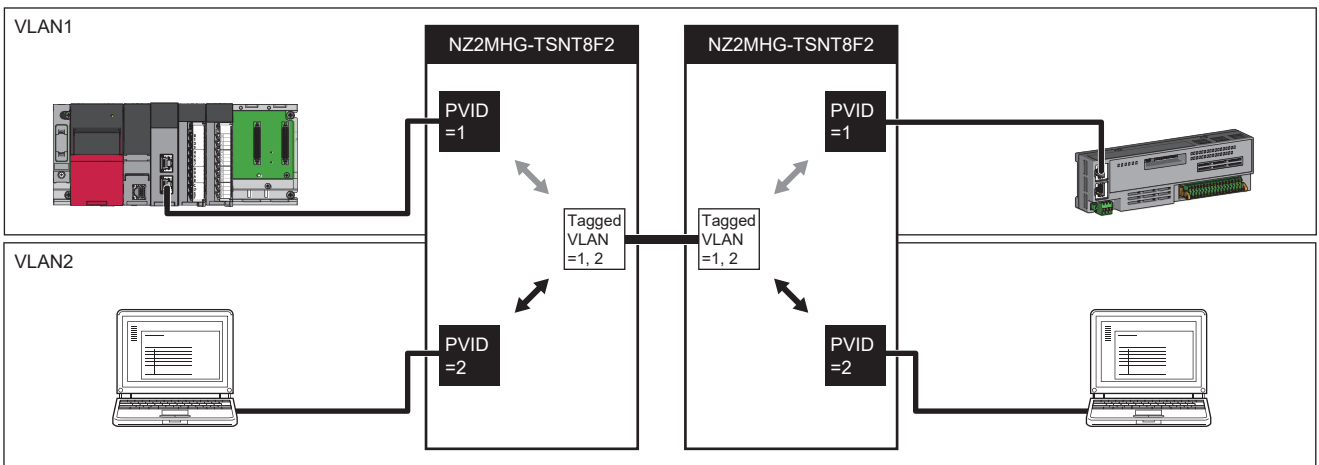 VLAN1
NZ2MHG-TSNT8F2
NZ2MHG-TSNT8F2
PVID
=1
PVID
=1
Tagged
VLAN
=1, 2
Tagged
VLAN
=1, 2
VLAN2
PVID
=2
PVID
=2